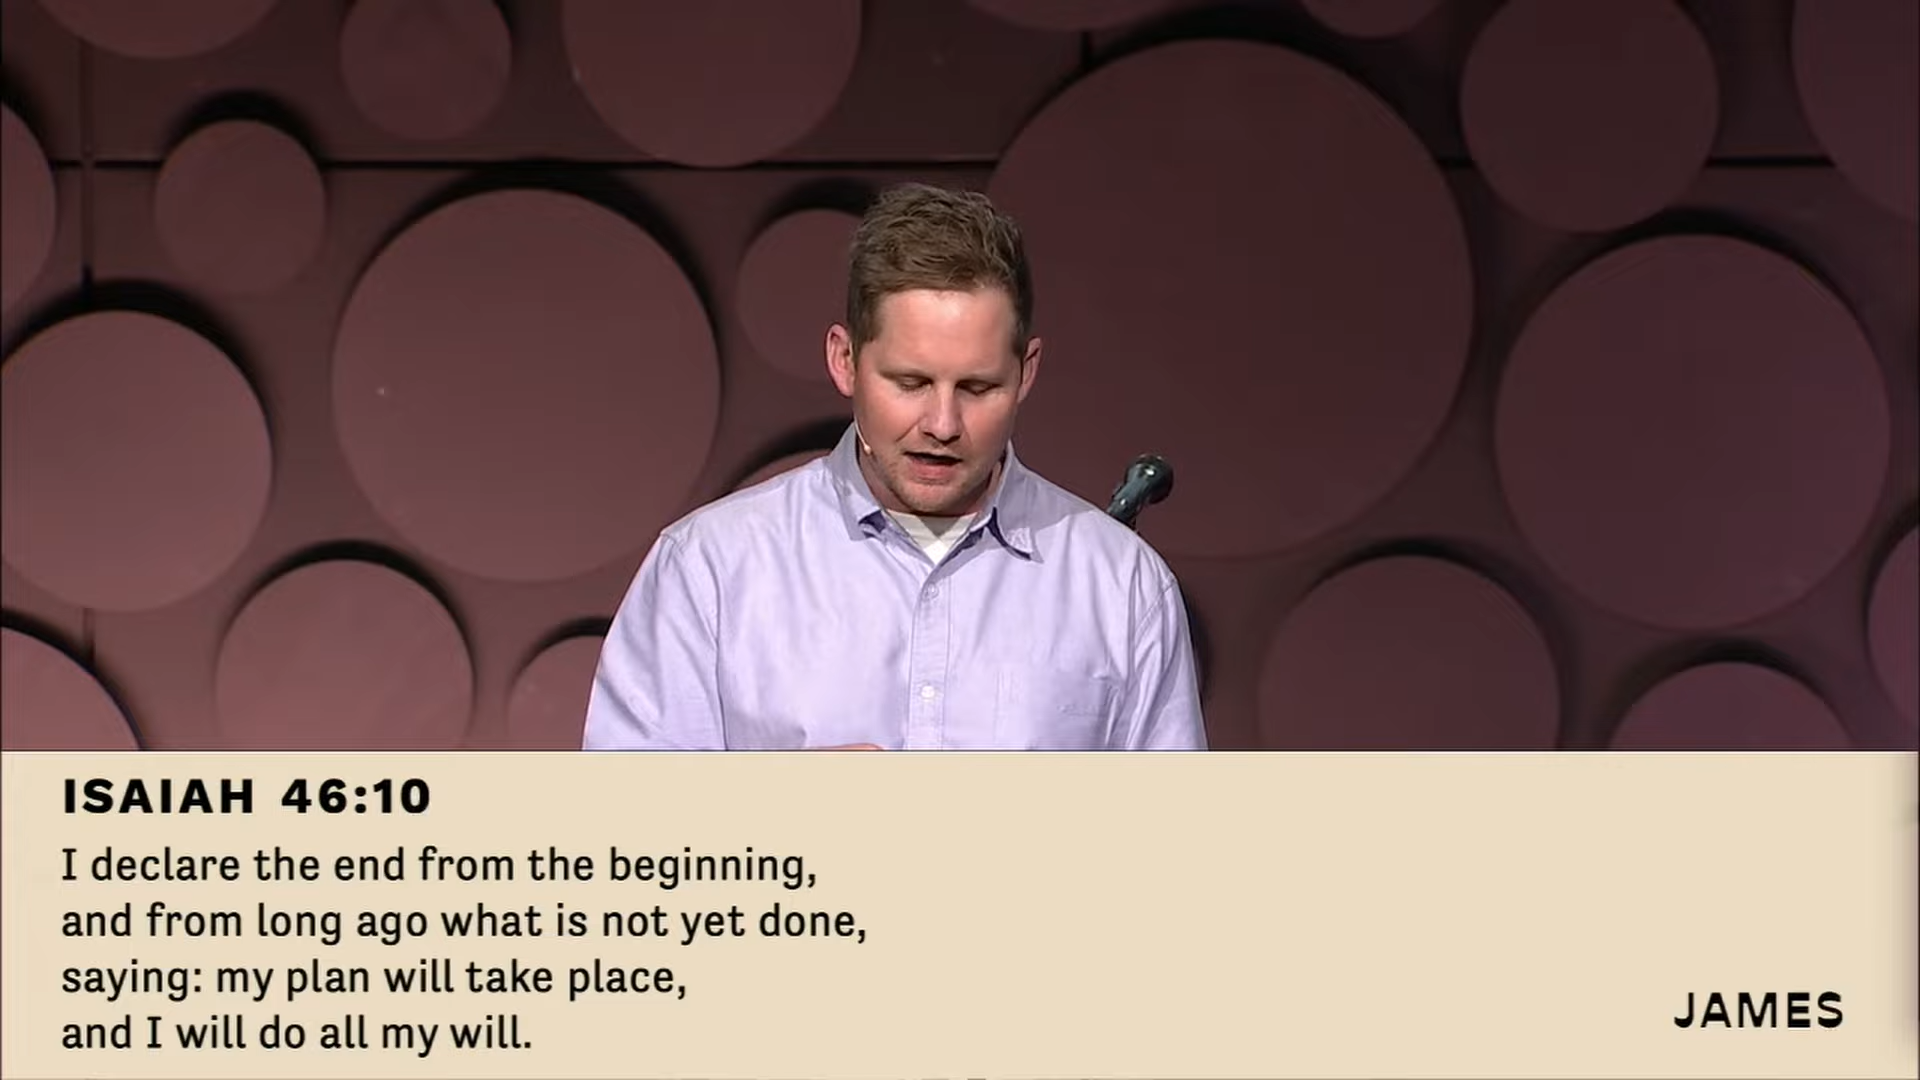 ISAIAH 46:10
I declare the end from the beginning,
and from long ago what is not yet done,
saying: my plan will take place,
and I will do all my will.
JAMES